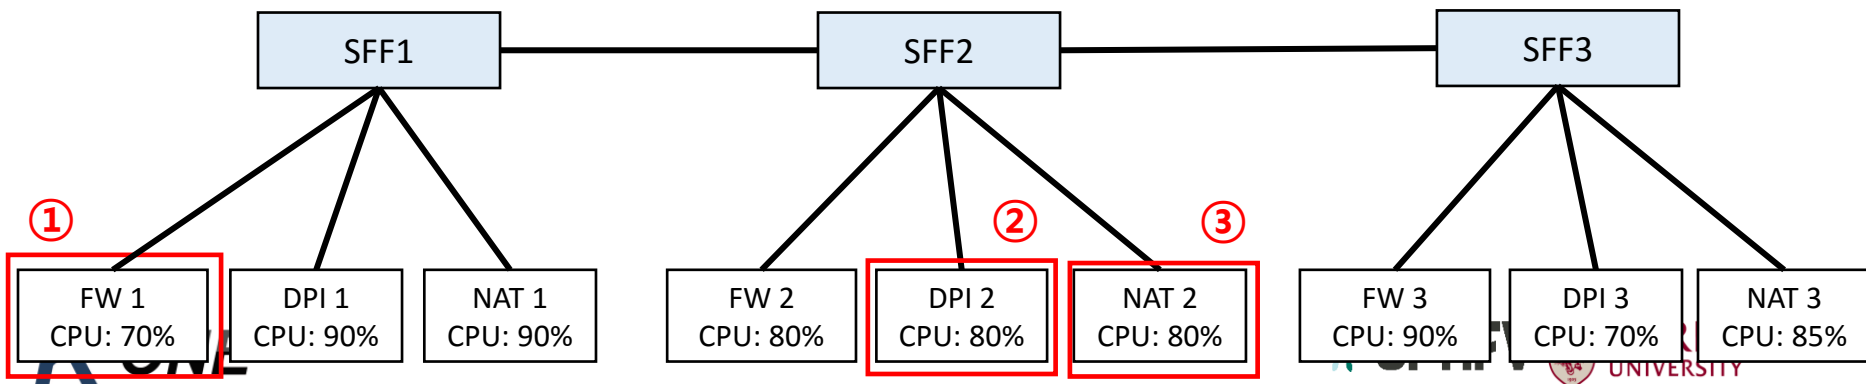 SFF1
SFF2
SFF3
①
②
③
FW 1
CPU: 70%
DPI 1
CPU: 90%
NAT 1
CPU: 90%
FW 2
CPU: 80%
DPI 2
CPU: 80%
NAT 2
CPU: 80%
FW 3
CPU: 90%
DPI 3
CPU: 70%
NAT 3
CPU: 85%
UNIVERSITY